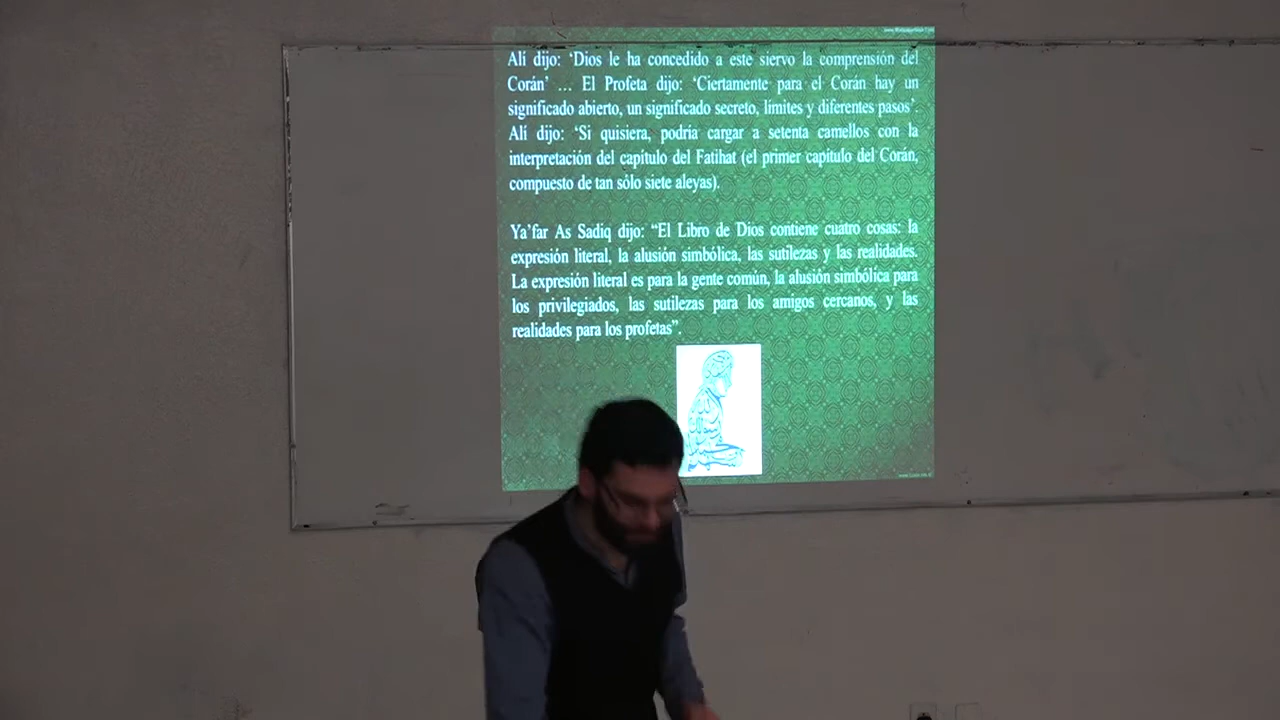 Alí dijo: ‘Dios le ha concedido a este siervo la comprensión del
Corán’ … El Profeta dijo: ‘Ciertamente para el Corán hay un
significado abierto, un significado secreto, límites y diferentes pasos’
Alí dijo: ‘Si quisiera, podría cargar a setenta camellos con la
interpretación del capítulo del Fatihat (el primer capítulo del Corán,
compuesto de tan sólo siete aleyas).
Ya’far As Sadiq dijo: “El Libro de Dios contiene cuatro cosas: la
expresión literal, la alusión simbólica, las sutilezas y las realidades.
La expresión literal es para la gente común, la alusión simbólica para
los privilegiados, las sutilezas para los amigos cercanos, y las
realidades para los profetas”.